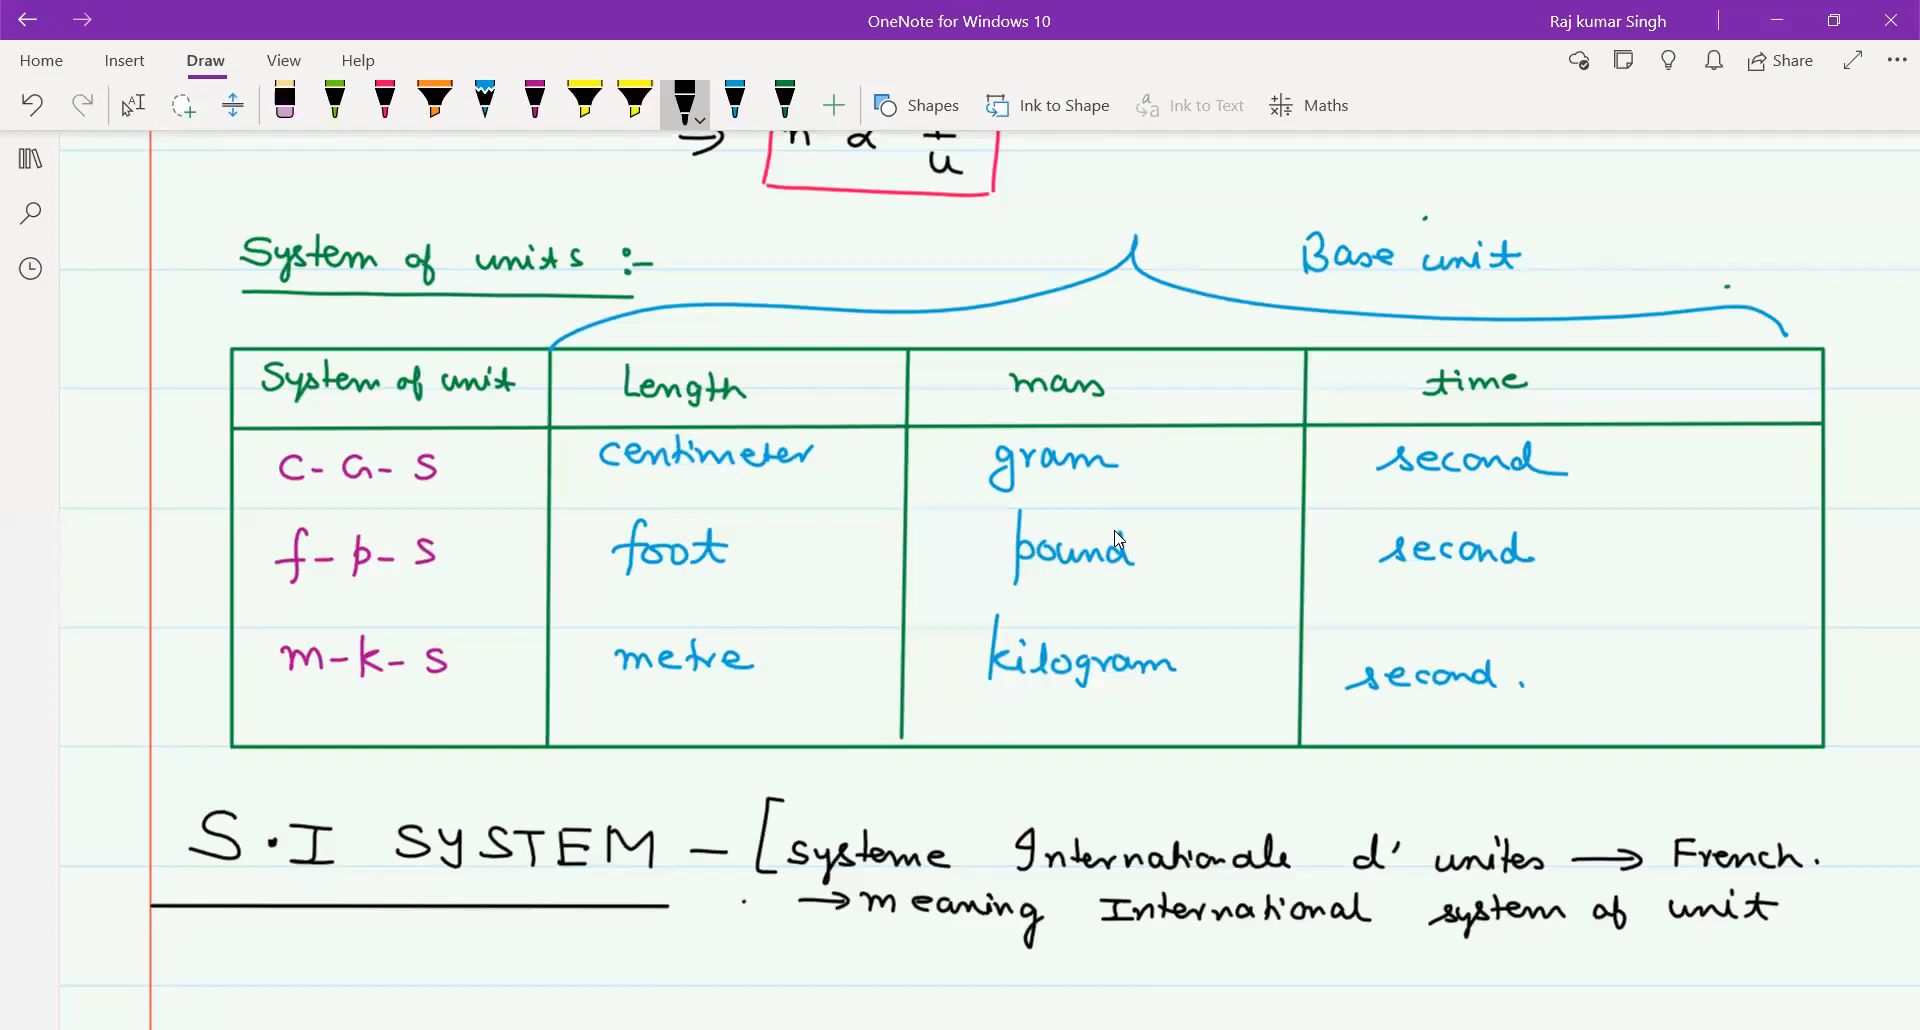 OneNote for Windows 10
Raj kumar Singh
Home Insert Draw View Help
Share
Shapes Ink to Shape Ink to Text Maths
⇒ n α 1/u
System of units :-
Base unit
System of unit Length mass time
C-G-S centimeter gram second
f-p-s foot pound second
m-k-s metre kilogram second.
S.I SYSTEM – [systeme Internationale d' unites → French.
→ meaning International system of unit